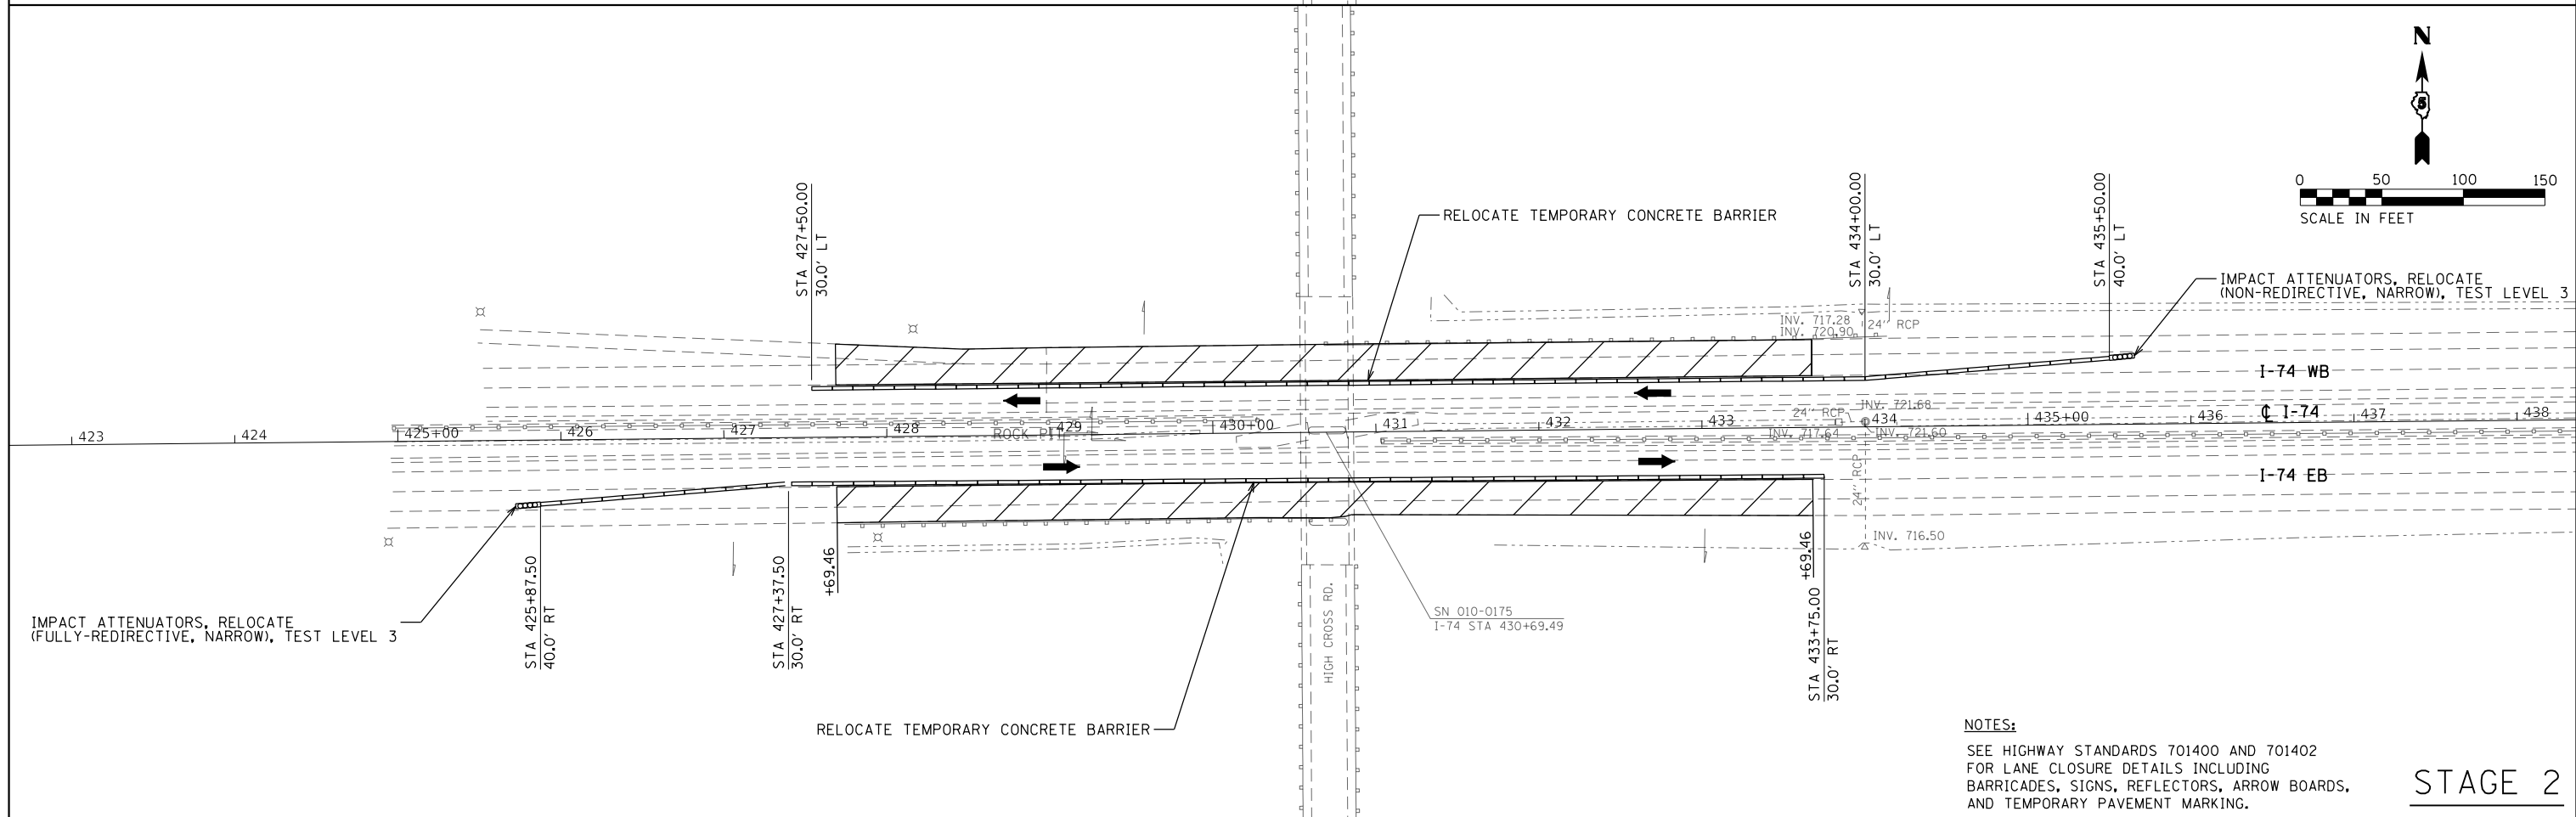 N
5
0 50 100 150
SCALE IN FEET
STA 427+50.00
30.0' LT
RELOCATE TEMPORARY CONCRETE BARRIER
STA 434+00.00
30.0' LT
STA 435+50.00
40.0' LT
IMPACT ATTENUATORS, RELOCATE
(NON-REDIRECTIVE, NARROW), TEST LEVEL 3
INV. 717.28
INV. 720.90
24" RCP
I-74 WB
24" RCP
INV. 721.68
℄ I-74
423 424 425+00 426 427 428 429 430+00 431 432 433 434 435+00 436 437 438
ROCK PIT
INV. 717.64
INV. 721.60
24" RCP
I-74 EB
INV. 716.50
IMPACT ATTENUATORS, RELOCATE
(FULLY-REDIRECTIVE, NARROW), TEST LEVEL 3
STA 425+87.50
40.0' RT
STA 427+37.50
30.0' RT
+69.46
HIGH CROSS RD.
SN 010-0175
I-74 STA 430+69.49
+69.46
STA 433+75.00
30.0' RT
RELOCATE TEMPORARY CONCRETE BARRIER
NOTES:
SEE HIGHWAY STANDARDS 701400 AND 701402
FOR LANE CLOSURE DETAILS INCLUDING
BARRICADES, SIGNS, REFLECTORS, ARROW BOARDS,
AND TEMPORARY PAVEMENT MARKING.
STAGE 2